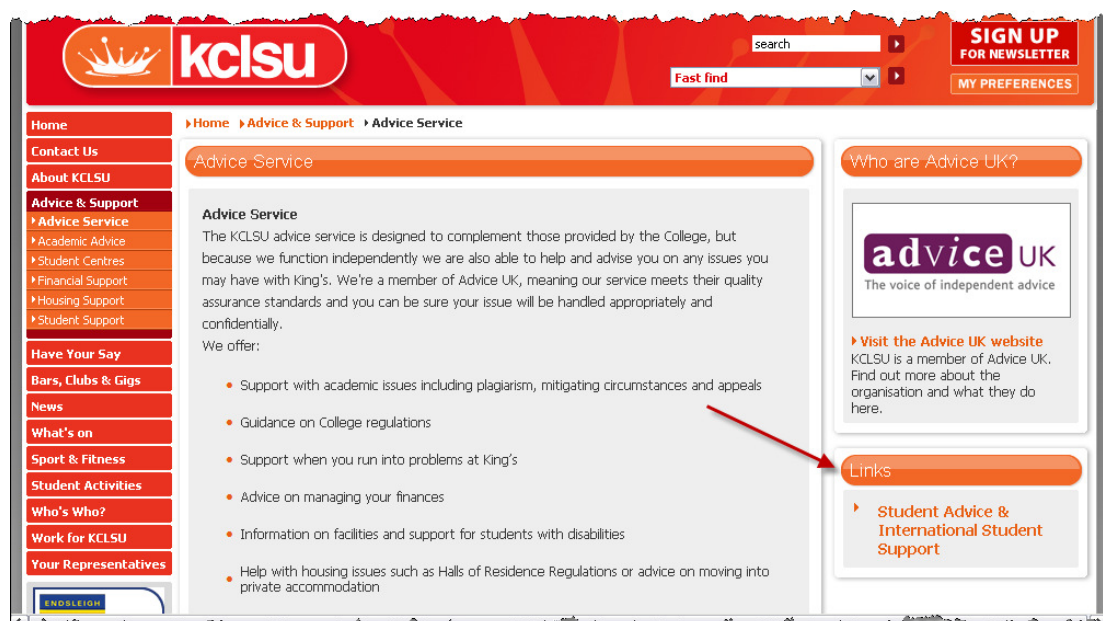 kclsu
search
Fast find
SIGN UP
FOR NEWSLETTER
MY PREFERENCES
Home
Contact Us
About KCLSU
Advice & Support
Advice Service
Academic Advice
Student Centres
Financial Support
Housing Support
Student Support
Have Your Say
Bars, Clubs & Gigs
News
What's on
Sport & Fitness
Student Activities
Who's Who?
Work for KCLSU
Your Representatives
ENDSLEIGH
Home Advice & Support Advice Service
Advice Service
Advice Service
The KCLSU advice service is designed to complement those provided by the College, but
because we function independently we are also able to help and advise you on any issues you
may have with King's. We're a member of Advice UK, meaning our service meets their quality
assurance standards and you can be sure your issue will be handled appropriately and
confidentially.
We offer:
Support with academic issues including plagiarism, mitigating circumstances and appeals
Guidance on College regulations
Support when you run into problems at King's
Advice on managing your finances
Information on facilities and support for students with disabilities
Help with housing issues such as Halls of Residence Regulations or advice on moving into
private accommodation
Who are Advice UK?
advice UK
The voice of independent advice
Visit the Advice UK website
KCLSU is a member of Advice UK.
Find out more about the
organisation and what they do
here.
Links
Student Advice &
International Student
Support